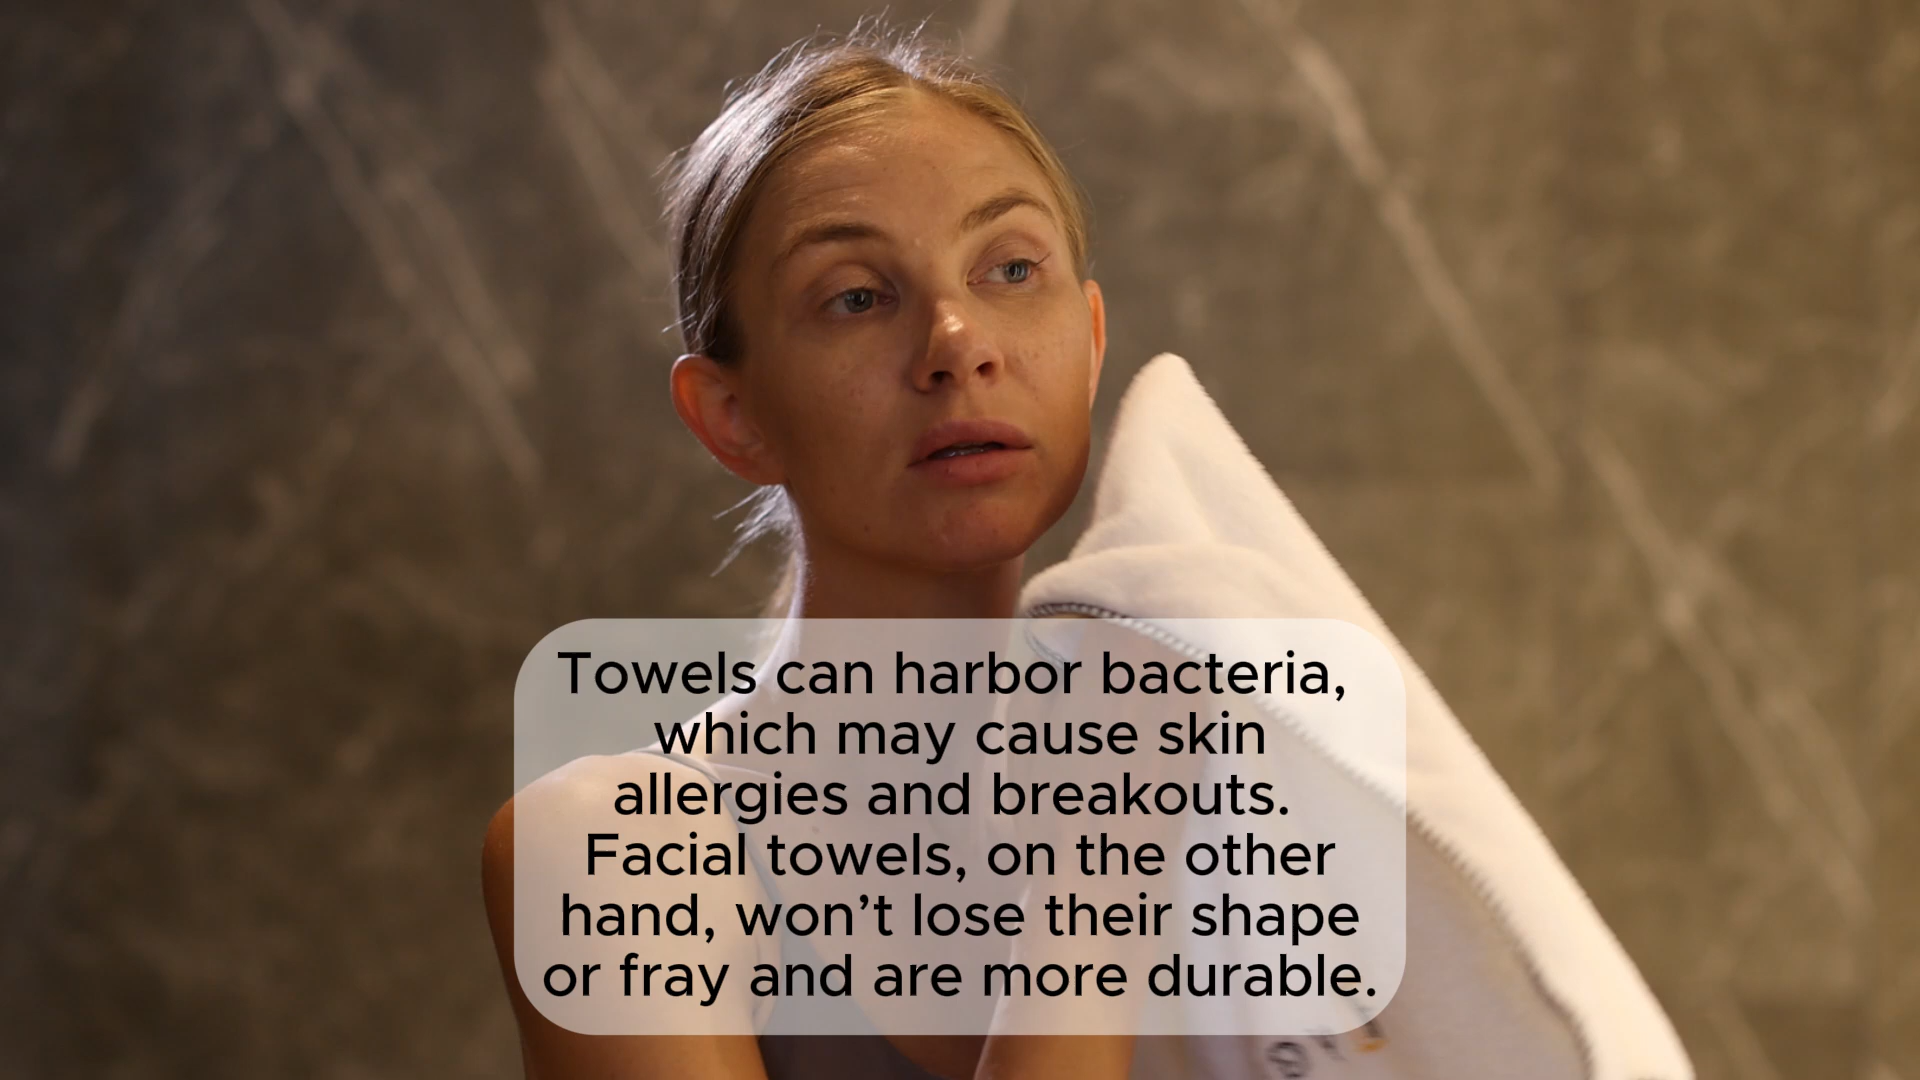 Towels can harbor bacteria,
which may cause skin
allergies and breakouts.
Facial towels, on the other
hand, won’t lose their shape
or fray and are more durable.